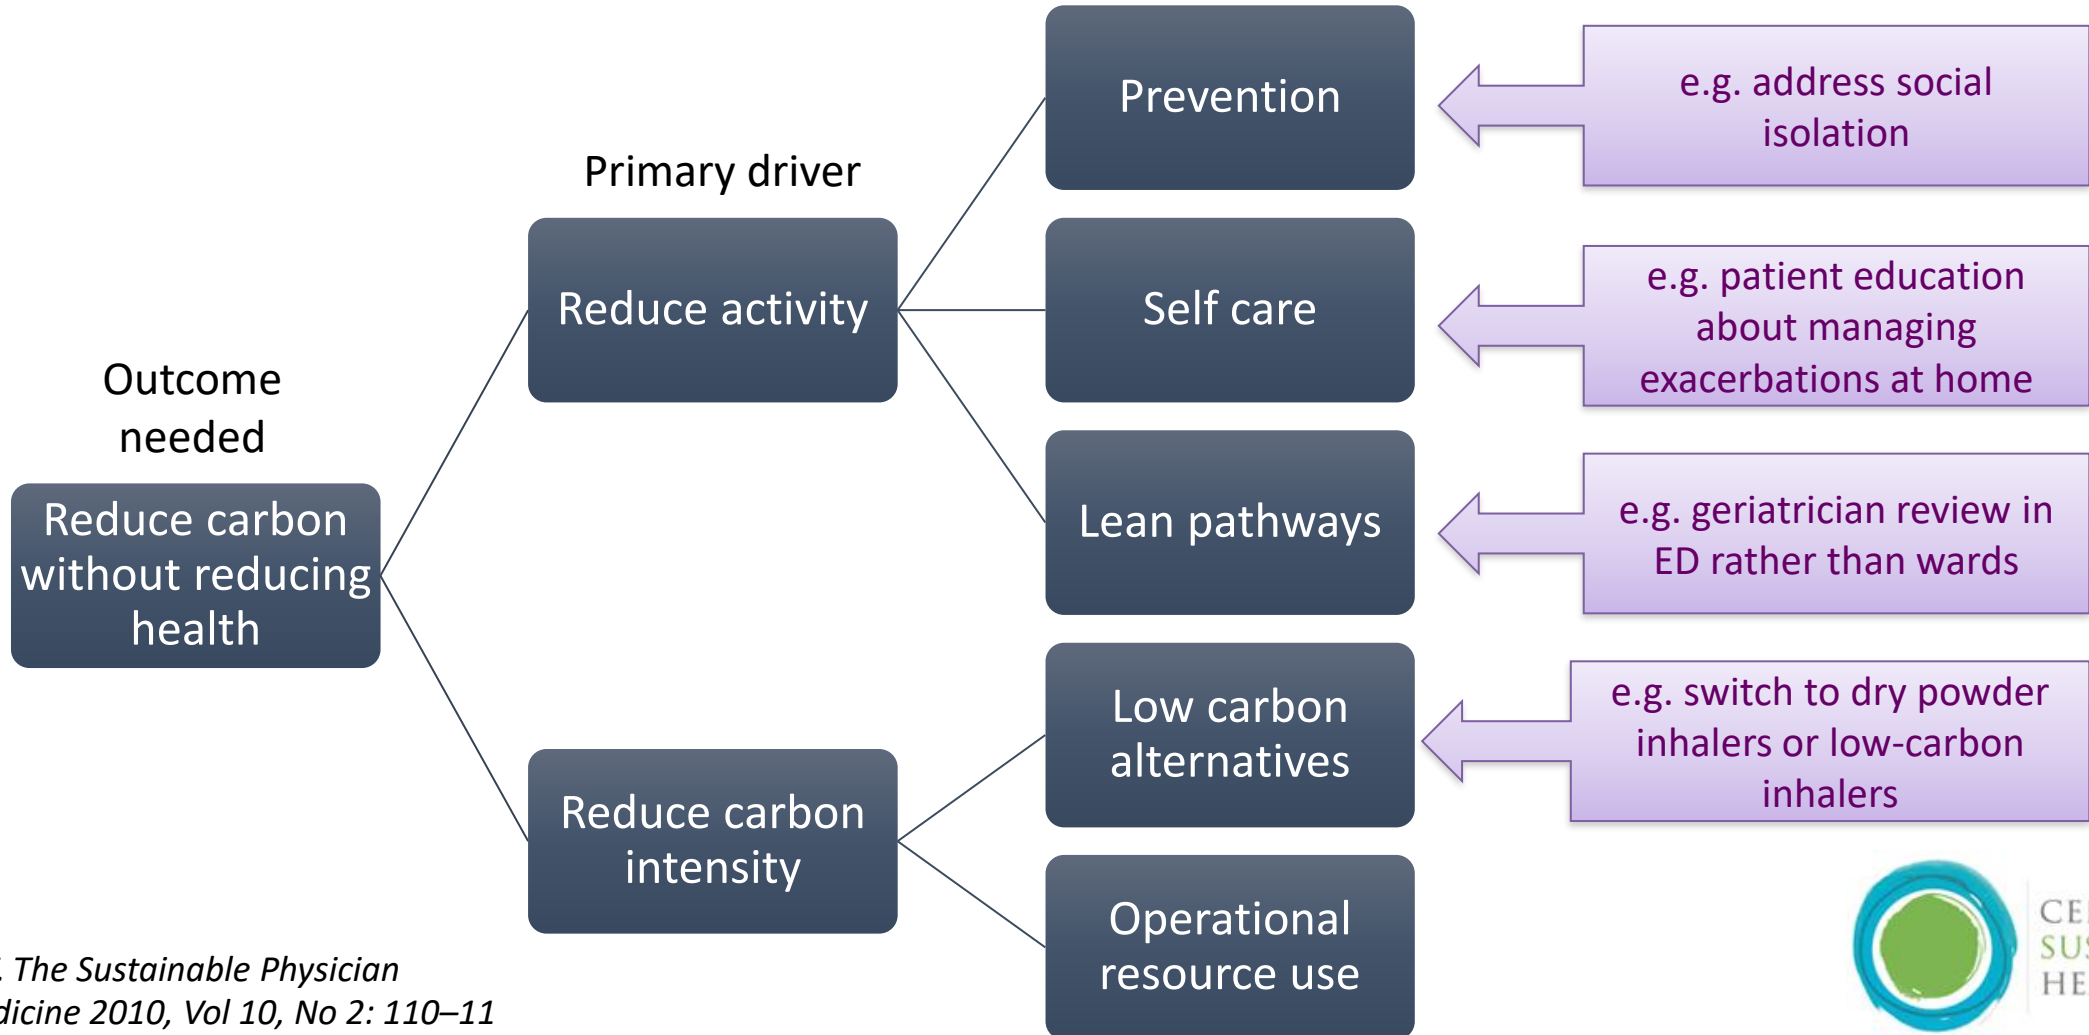 Outcome
needed
Reduce carbon
without reducing
health
Primary driver
Reduce activity
Reduce carbon
intensity
Prevention
Self care
Lean pathways
Low carbon
alternatives
Operational
resource use
e.g. address social
isolation
e.g. patient education
about managing
exacerbations at home
e.g. geriatrician review in
ED rather than wards
e.g. switch to dry powder
inhalers or low-carbon
inhalers
The Sustainable Physician
2010, Vol 10, No 2: 110–11